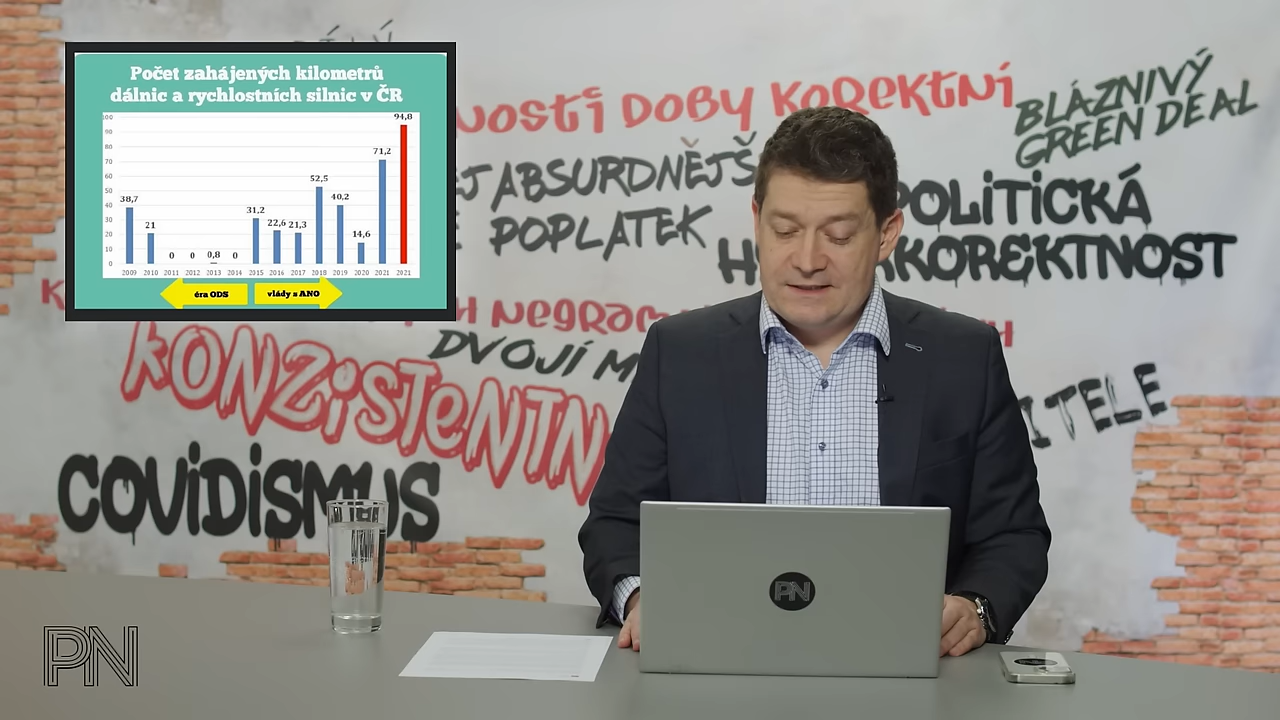 Počet zahájených kilometrů
dálnic a rychlostních silnic v ČR
100
90
80
70
60
50
40
30
20
10
0
38,7
21
0
0
0,8
0
31,2
22,6
21,3
52,5
40,2
14,6
71,2
94,8
2009 2010 2011 2012 2013 2014 2015 2016 2017 2018 2019 2020 2021 2021
éra ODS
vlády s ANO
DOBY KOREKTNÍ
BLÁZNIVÝ
GREEN DEAL
POPLATEK
POLITICKÁ
KOREKTNOST
DVOJÍ
KONZISTENTN
COVIDISMUS
PN
PN